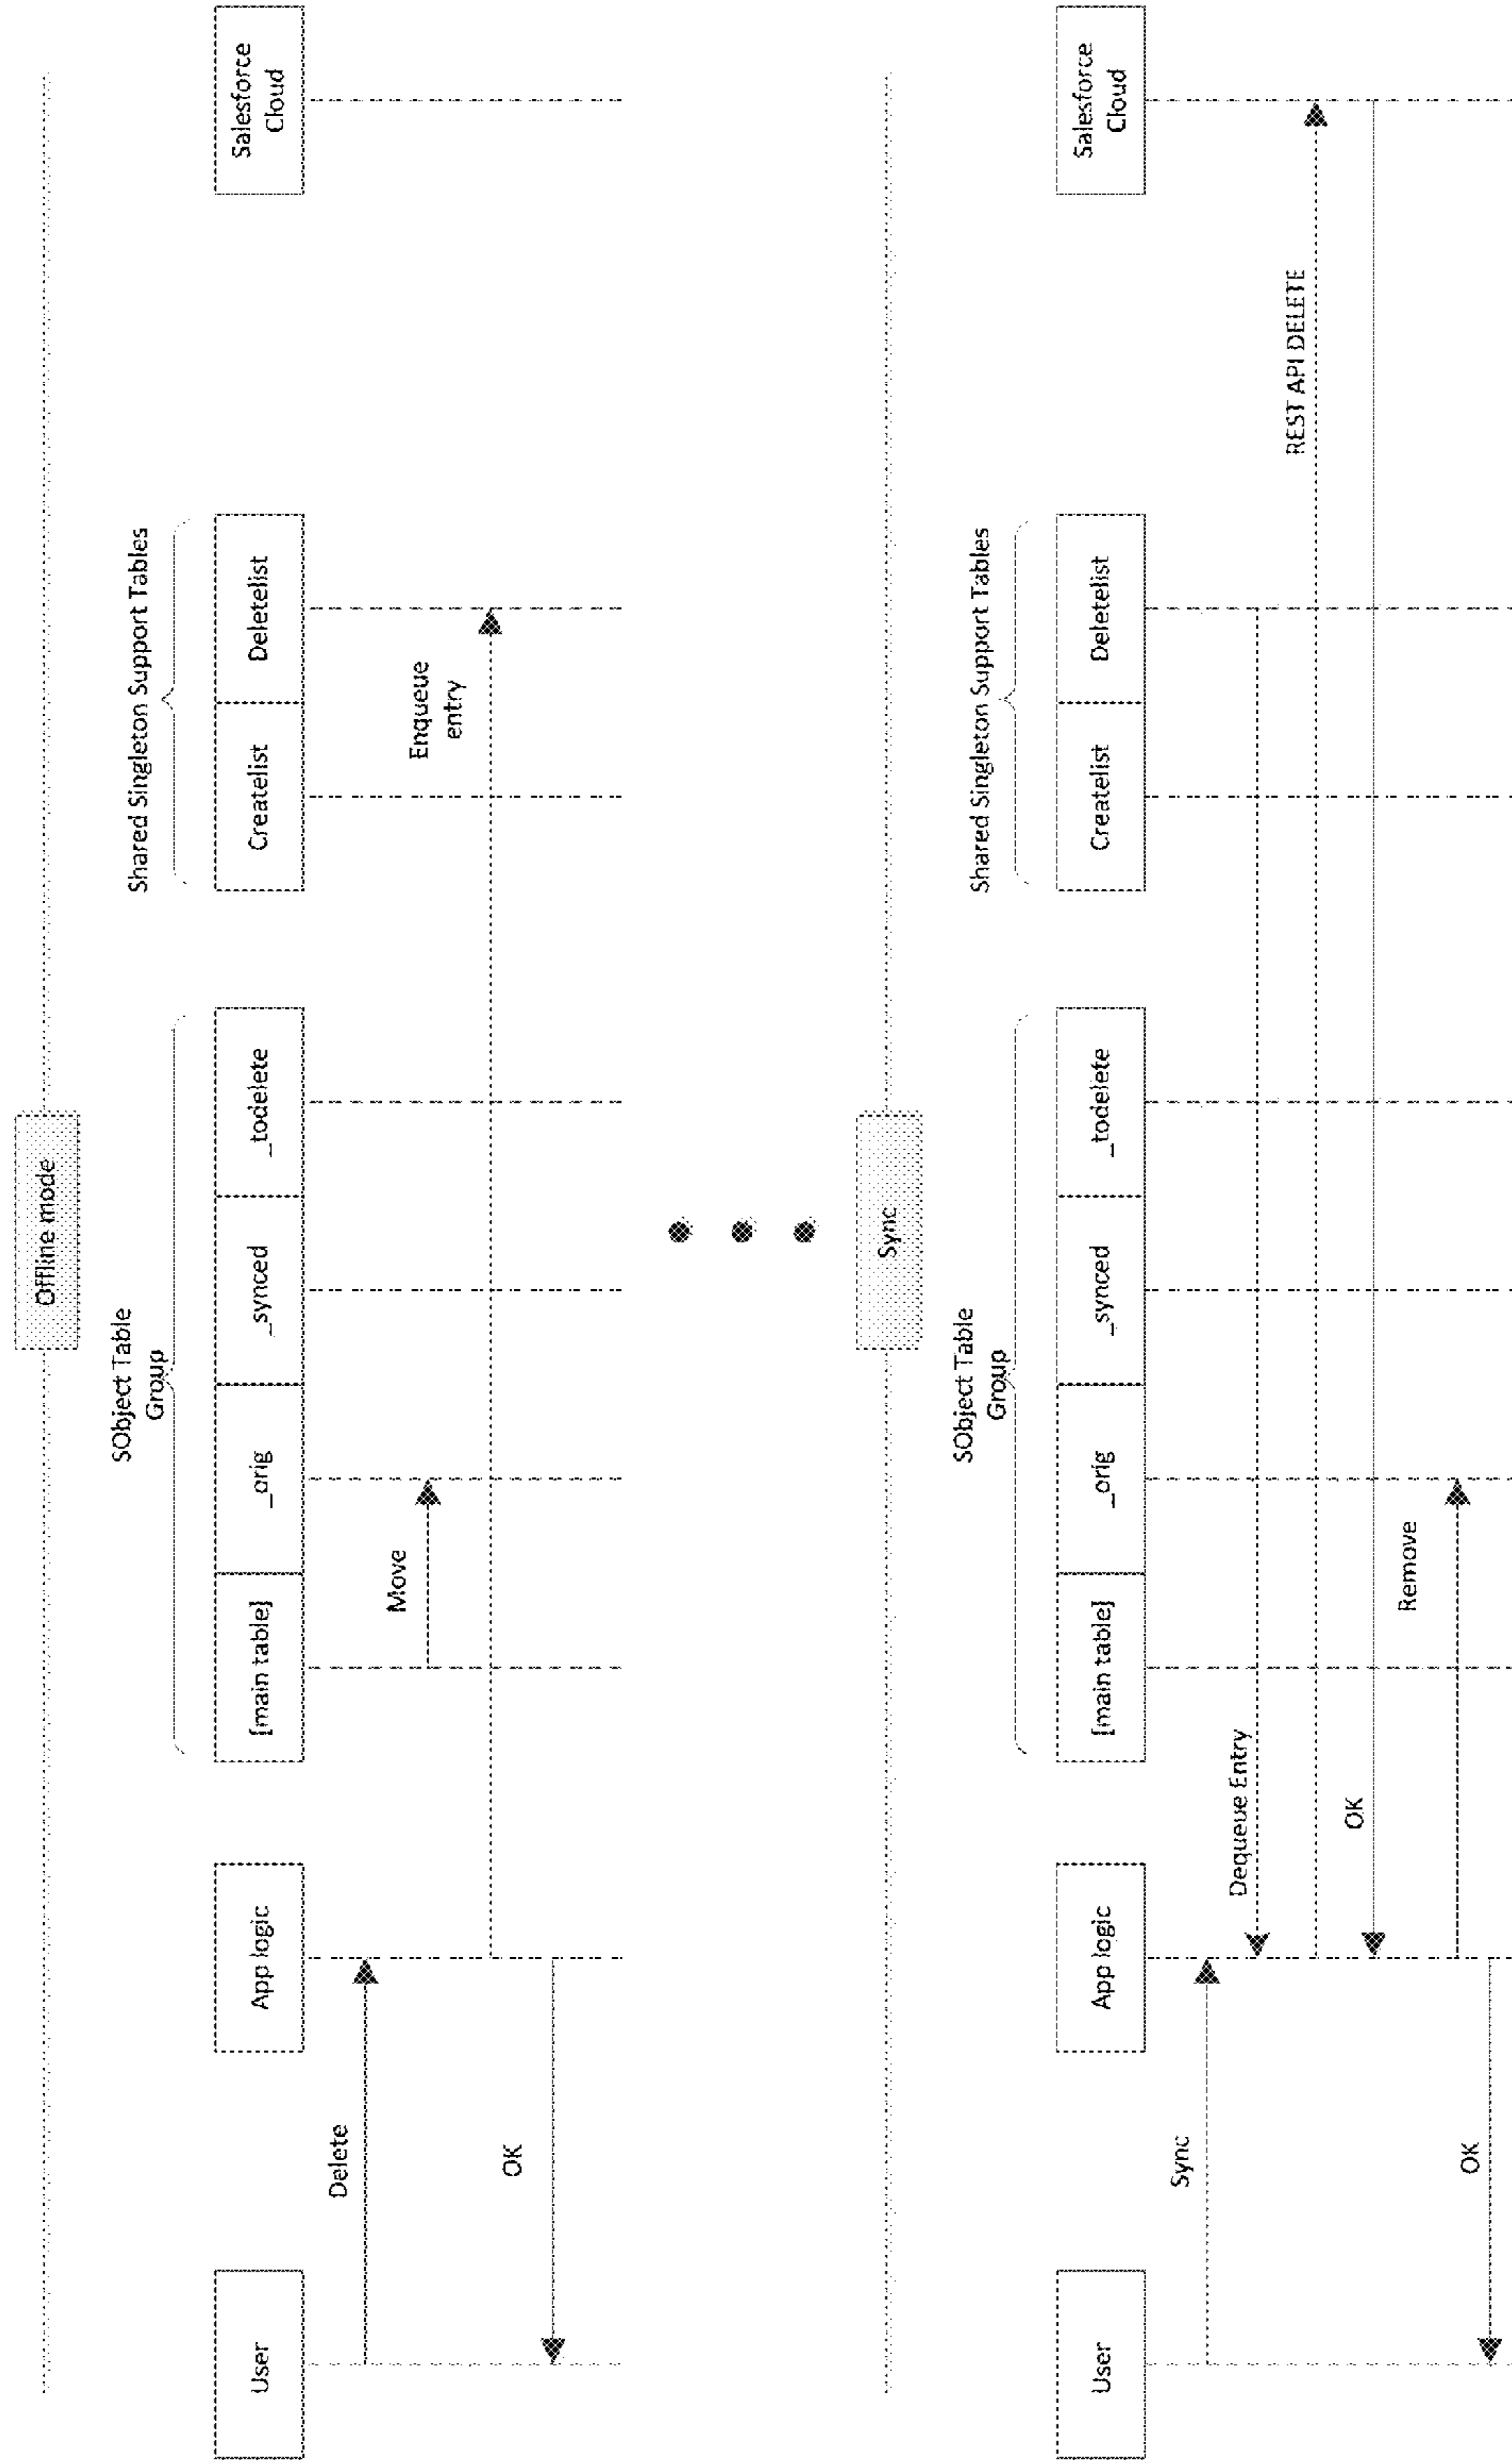 Offline mode
SObject Table
Group
Shared Singleton Support Tables
User
App logic
[main table]
_orig
_synced
_todelete
Createlist
Deletelist
Salesforce
Cloud
Delete
Move
Enqueue
entry
OK
Sync
SObject Table
Group
Shared Singleton Support Tables
User
App logic
[main table]
_orig
_synced
_todelete
Createlist
Deletelist
Salesforce
Cloud
Sync
Dequeue Entry
REST API DELETE
OK
Remove
OK